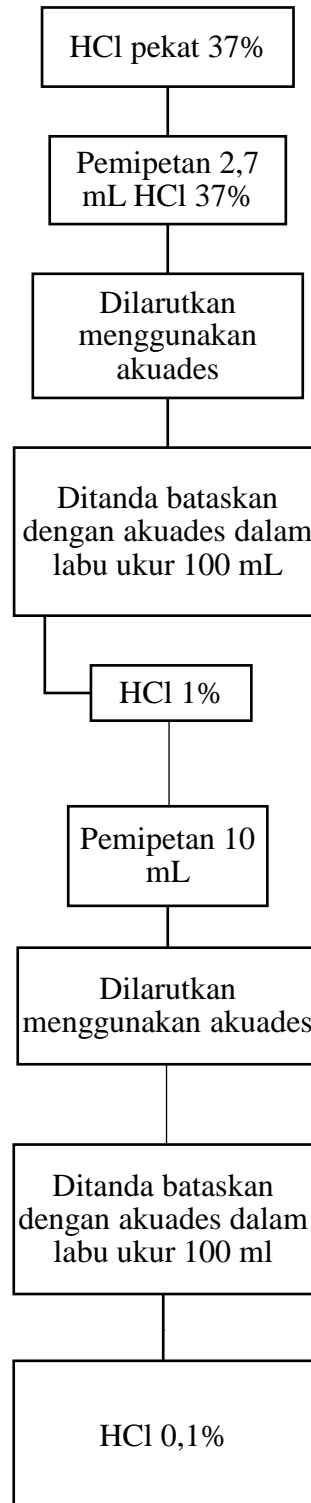 HCl pekat 37%
Pemipetan 2,7
mL HCl 37%
Dilarutkan
menggunakan
akuades
Ditanda bataskan
dengan akuades dalam
labu ukur 100 mL
HCl 1%
Pemipetan 10
mL
Dilarutkan
menggunakan akuades
Ditanda bataskan
dengan akuades dalam
labu ukur 100 ml
HCl 0,1%